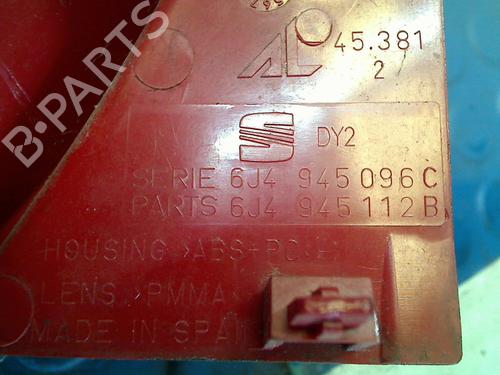 567
45.381
2
B-PARTS
DY2
SERIE 6J4 945 096 C
PARTS 6J4 945 112 B
HOUSING >ABS+PC<
LENS >PMMA<
MADE IN SPAIN